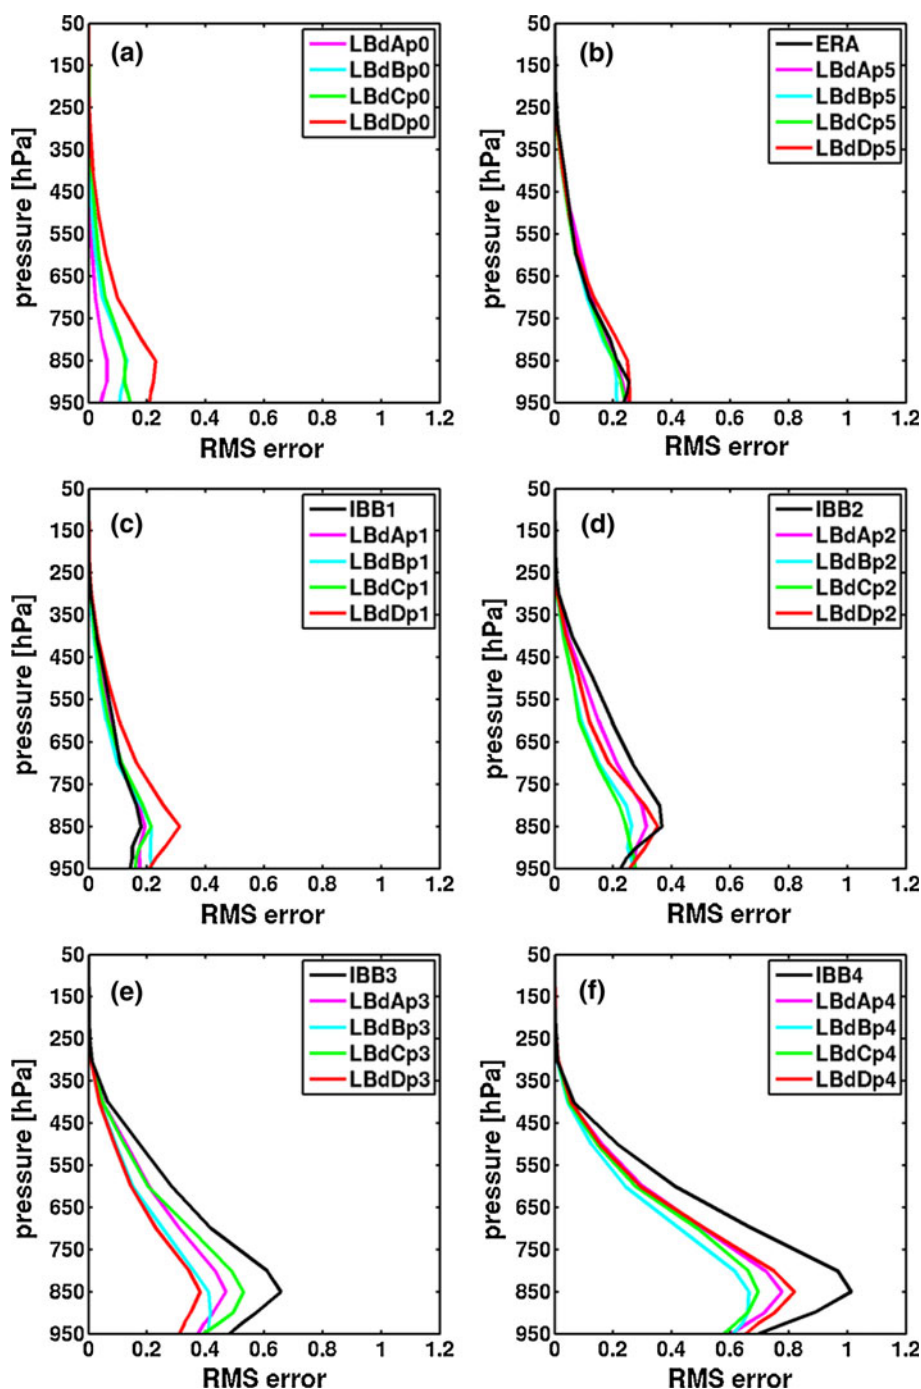 (a)
LBdAp0
LBdBp0
LBdCp0
LBdDp0
50
150
250
350
450
550
650
750
850
950
pressure [hPa]
0 0.2 0.4 0.6 0.8 1 1.2
RMS error
(b)
ERA
LBdAp5
LBdBp5
LBdCp5
LBdDp5
50
150
250
350
450
550
650
750
850
950
pressure [hPa]
0 0.2 0.4 0.6 0.8 1 1.2
RMS error
(c)
IBB1
LBdAp1
LBdBp1
LBdCp1
LBdDp1
50
150
250
350
450
550
650
750
850
950
pressure [hPa]
0 0.2 0.4 0.6 0.8 1 1.2
RMS error
(d)
IBB2
LBdAp2
LBdBp2
LBdCp2
LBdDp2
50
150
250
350
450
550
650
750
850
950
pressure [hPa]
0 0.2 0.4 0.6 0.8 1 1.2
RMS error
(e)
IBB3
LBdAp3
LBdBp3
LBdCp3
LBdDp3
50
150
250
350
450
550
650
750
850
950
pressure [hPa]
0 0.2 0.4 0.6 0.8 1 1.2
RMS error
(f)
IBB4
LBdAp4
LBdBp4
LBdCp4
LBdDp4
50
150
250
350
450
550
650
750
850
950
pressure [hPa]
0 0.2 0.4 0.6 0.8 1 1.2
RMS error